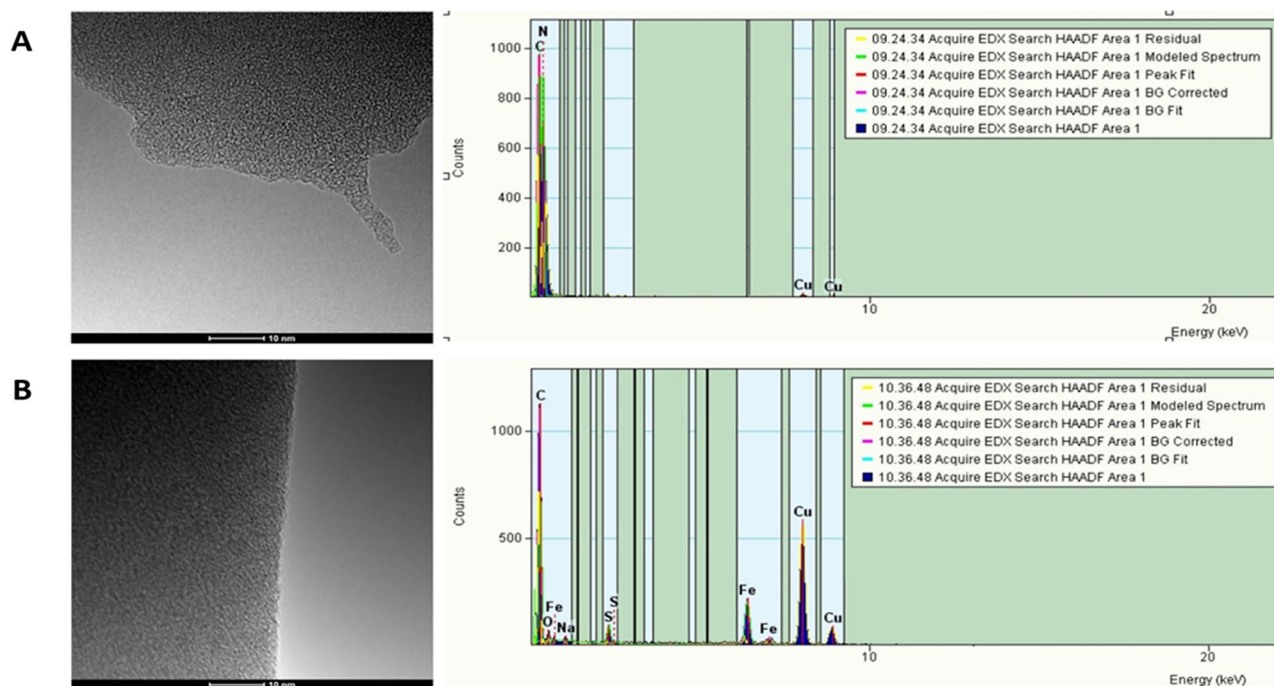 A
N
C
1000
800
600
400
200
Counts
09.24.34 Acquire EDX Search HAADF Area 1 Residual
09.24.34 Acquire EDX Search HAADF Area 1 Modeled Spectrum
09.24.34 Acquire EDX Search HAADF Area 1 Peak Fit
09.24.34 Acquire EDX Search HAADF Area 1 BG Corrected
09.24.34 Acquire EDX Search HAADF Area 1 BG Fit
09.24.34 Acquire EDX Search HAADF Area 1
Cu Cu
10 20
Energy (keV)
10 nm
B
C
1000
500
Counts
10.36.48 Acquire EDX Search HAADF Area 1 Residual
10.36.48 Acquire EDX Search HAADF Area 1 Modeled Spectrum
10.36.48 Acquire EDX Search HAADF Area 1 Peak Fit
10.36.48 Acquire EDX Search HAADF Area 1 BG Corrected
10.36.48 Acquire EDX Search HAADF Area 1 BG Fit
10.36.48 Acquire EDX Search HAADF Area 1
Cu
Fe
S
Fe
O Na S Fe Cu
10 20
Energy (keV)
10 nm